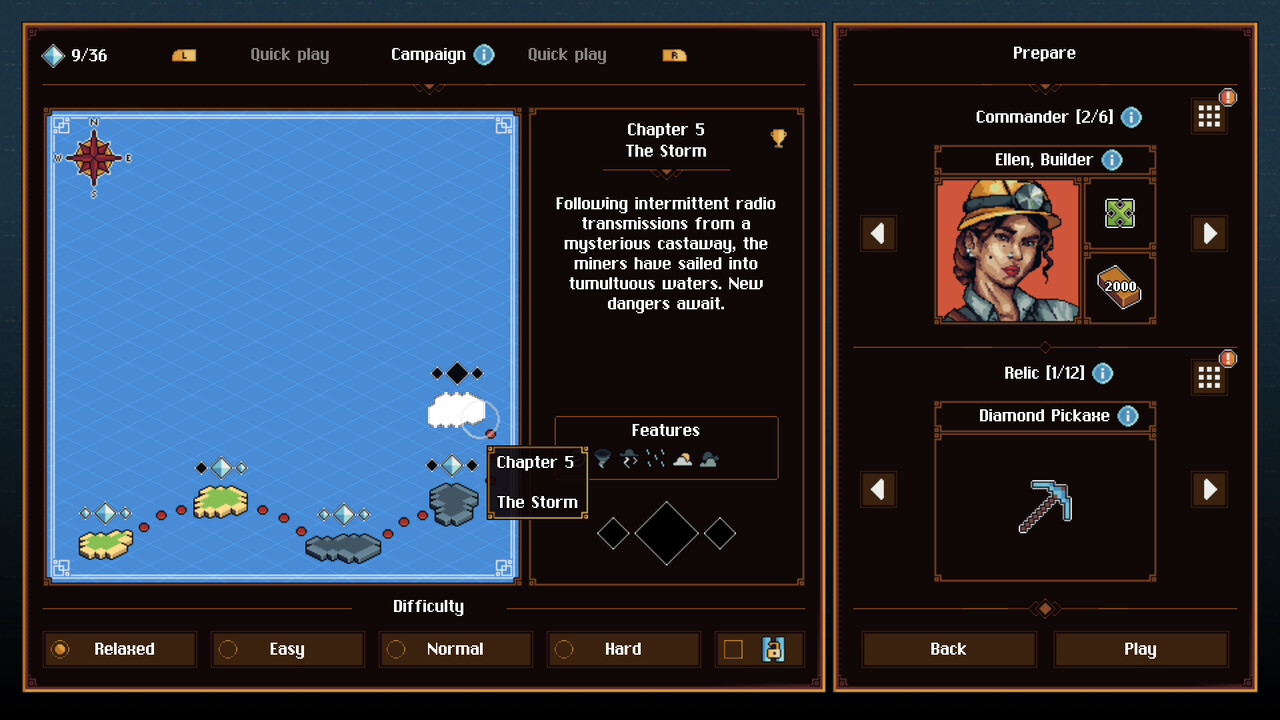 9/36
L
Quick play
Campaign
i
Quick play
R
N
W
E
S
Chapter 5
The Storm
Following intermittent radio
transmissions from a
mysterious castaway, the
miners have sailed into
tumultuous waters. New
dangers await.
Features
Chapter 5
The Storm
Difficulty
Relaxed
Easy
Normal
Hard
Prepare
Commander [2/6]
i
!
Ellen, Builder
i
2000
Relic [1/12]
i
!
Diamond Pickaxe
i
Back
Play